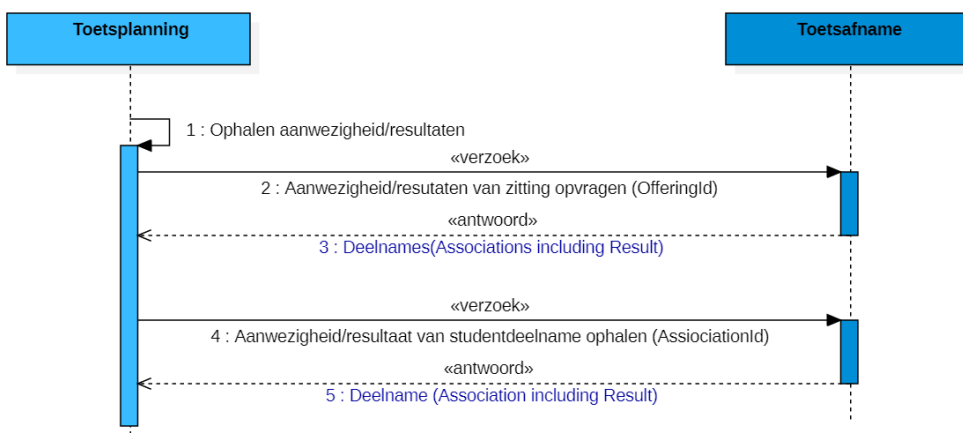 Toetsplanning
Toetsafname
1 : Ophalen aanwezigheid/resultaten
«verzoek»
2 : Aanwezigheid/resutaten van zitting opvragen (OfferingId)
«antwoord»
3 : Deelnames(Associations including Result)
«verzoek»
4 : Aanwezigheid/resultaat van studentdeelname ophalen (AssiociationId)
«antwoord»
5 : Deelname (Association including Result)